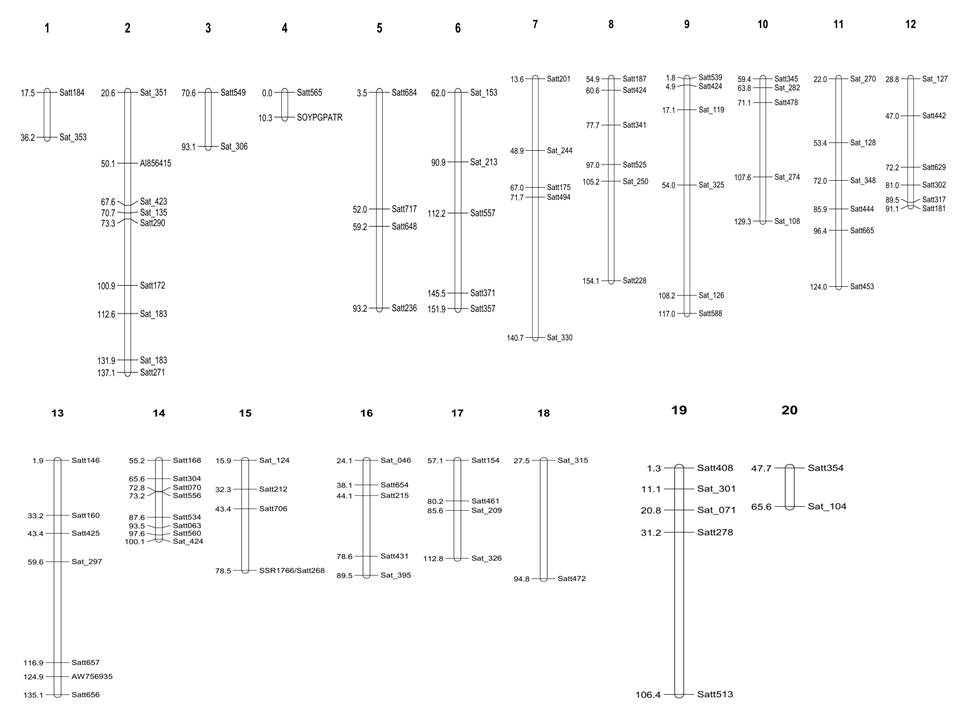 1 2 3 4 5 6 7 8 9 10 11 12
17.5 Satt184
36.2 Sat_353
20.6 Sat_351
50.1 AI856415
67.6 Sat_423
70.7 Sat_135
73.3 Satt290
100.9 Satt172
112.6 Sat_183
131.9 Sat_183
137.1 Satt271
70.6 Satt549
93.1 Sat_306
0.0 Satt565
10.3 SOYPGPATR
3.5 Satt684
52.0 Satt717
59.2 Satt648
93.2 Satt236
62.0 Sat_153
90.9 Sat_213
112.2 Satt557
145.5 Satt371
151.9 Satt357
13.6 Satt201
48.9 Sat_244
67.0 Satt175
71.7 Satt494
140.7 Sat_330
54.9 Satt187
60.6 Satt424
77.7 Satt341
97.0 Satt525
105.2 Sat_250
154.1 Satt228
1.8 Satt539
4.9 Satt424
17.1 Sat_119
54.0 Sat_325
108.2 Sat_126
117.0 Satt588
59.4 Satt345
63.8 Sat_282
71.1 Satt478
107.6 Sat_274
129.3 Sat_108
22.0 Sat_270
53.4 Sat_128
72.0 Sat_348
85.9 Satt444
96.4 Satt665
124.0 Satt453
28.8 Sat_127
47.0 Satt442
72.2 Satt629
81.0 Satt302
89.5 Satt317
91.1 Satt181
13 14 15 16 17 18 19 20
1.9 Satt146
33.2 Satt160
43.4 Satt425
59.6 Sat_297
116.9 Satt657
124.9 AW756935
135.1 Satt656
55.2 Satt168
65.6 Satt304
72.8 Satt070
73.2 Satt556
87.6 Satt534
93.5 Satt063
97.6 Satt560
100.1 Sat_424
15.9 Sat_124
32.3 Satt212
43.4 Satt706
78.5 SSR1766/Satt268
24.1 Sat_046
38.1 Satt654
44.1 Satt215
78.6 Satt431
89.5 Sat_395
57.1 Satt154
80.2 Satt461
85.6 Sat_209
112.8 Sat_326
27.5 Sat_315
94.8 Satt472
1.3 Satt408
11.1 Sat_301
20.8 Sat_071
31.2 Satt278
106.4 Satt513
47.7 Satt354
65.6 Sat_104